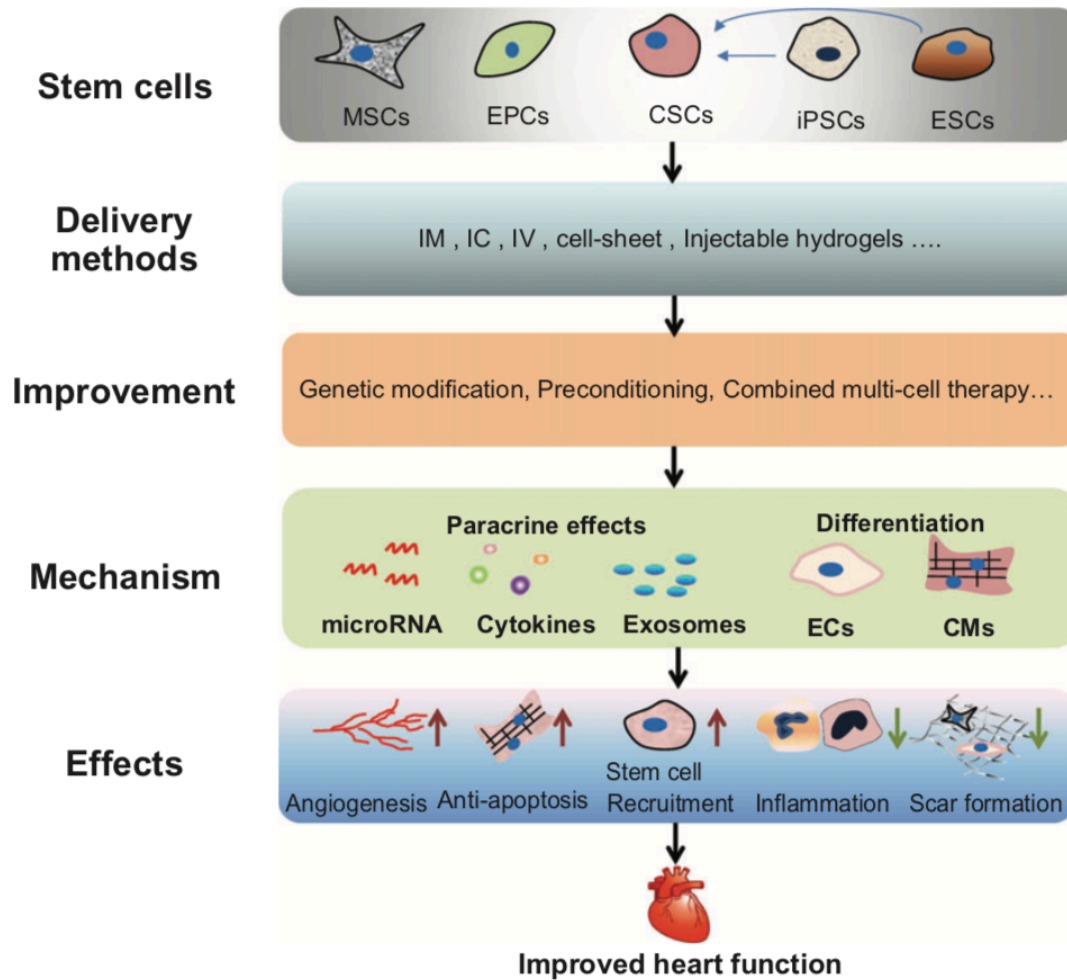 Stem cells
MSCs
EPCs
CSCs
iPSCs
ESCs
Delivery
methods
IM , IC , IV , cell-sheet , Injectable hydrogels ….
Improvement
Genetic modification, Preconditioning, Combined multi-cell therapy…
Mechanism
Paracrine effects
Differentiation
microRNA
Cytokines
Exosomes
ECs
CMs
Effects
Angiogenesis
Anti-apoptosis
Stem cell
Recruitment
Inflammation
Scar formation
Improved heart function